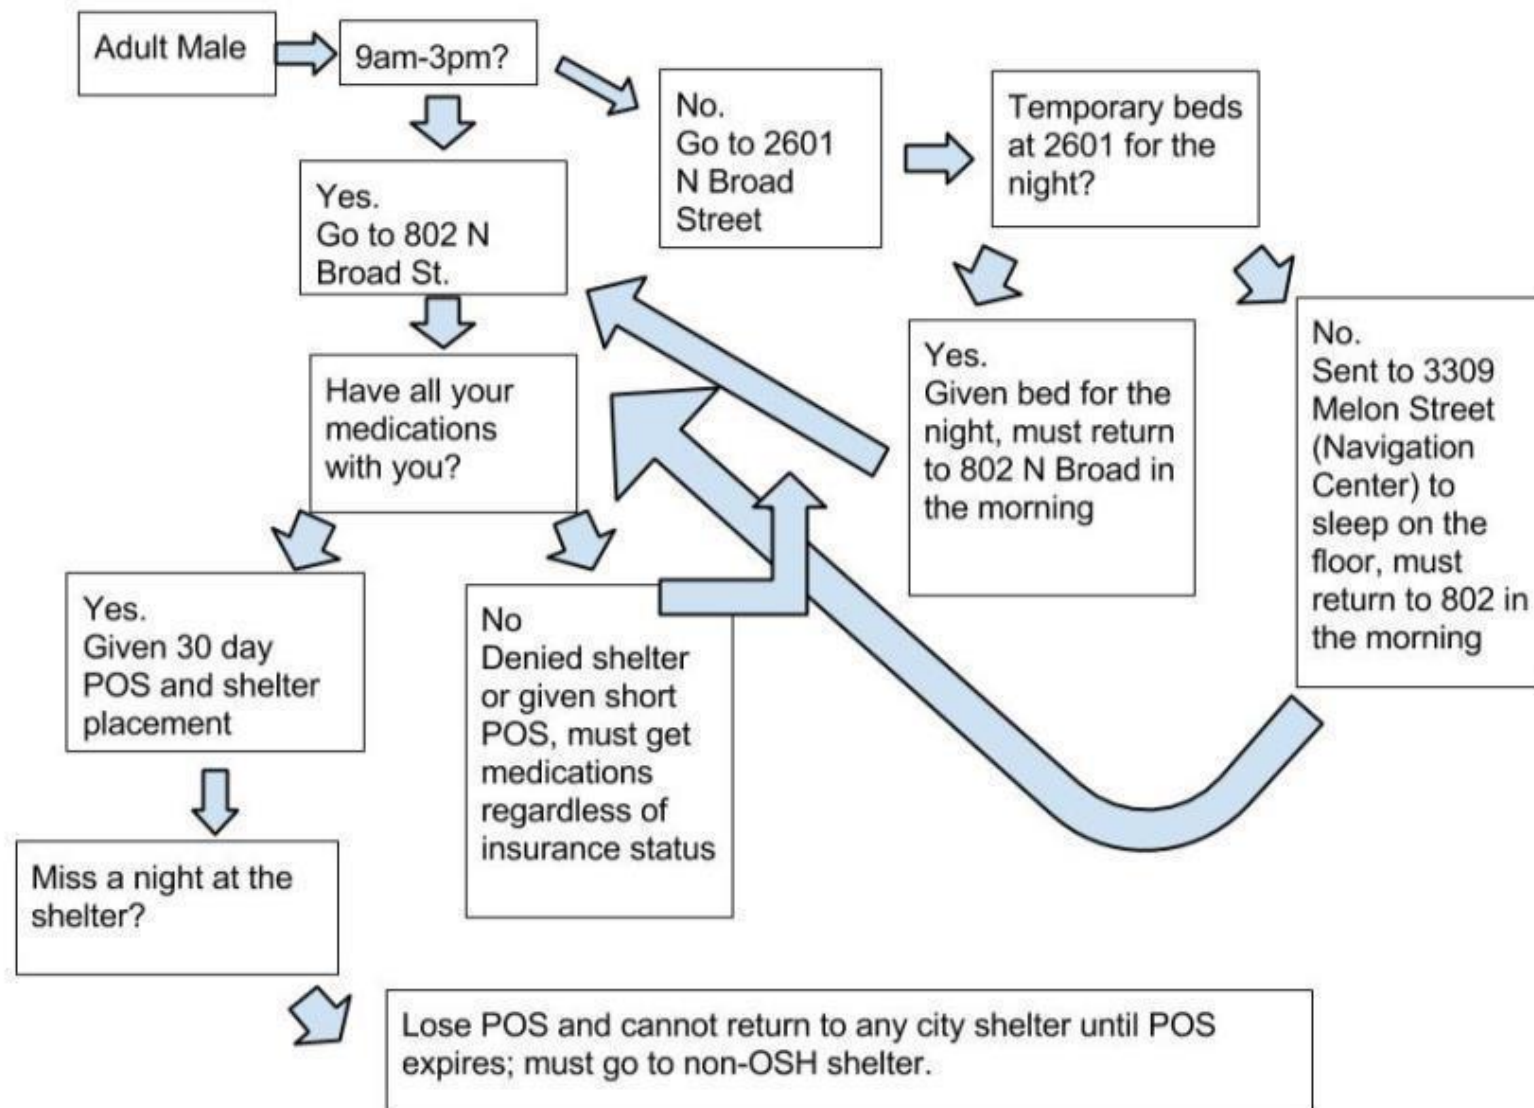 Adult Male
9am-3pm?
No.
Go to 2601
N Broad
Street
Temporary beds
at 2601 for the
night?
Yes.
Go to 802 N
Broad St.
Yes.
Given bed for the
night, must return
to 802 N Broad in
the morning
No.
Sent to 3309
Melon Street
(Navigation
Center) to
sleep on the
floor, must
return to 802 in
the morning
Have all your
medications
with you?
Yes.
Given 30 day
POS and shelter
placement
No
Denied shelter
or given short
POS, must get
medications
regardless of
insurance status
Miss a night at the
shelter?
Lose POS and cannot return to any city shelter until POS
expires; must go to non-OSH shelter.